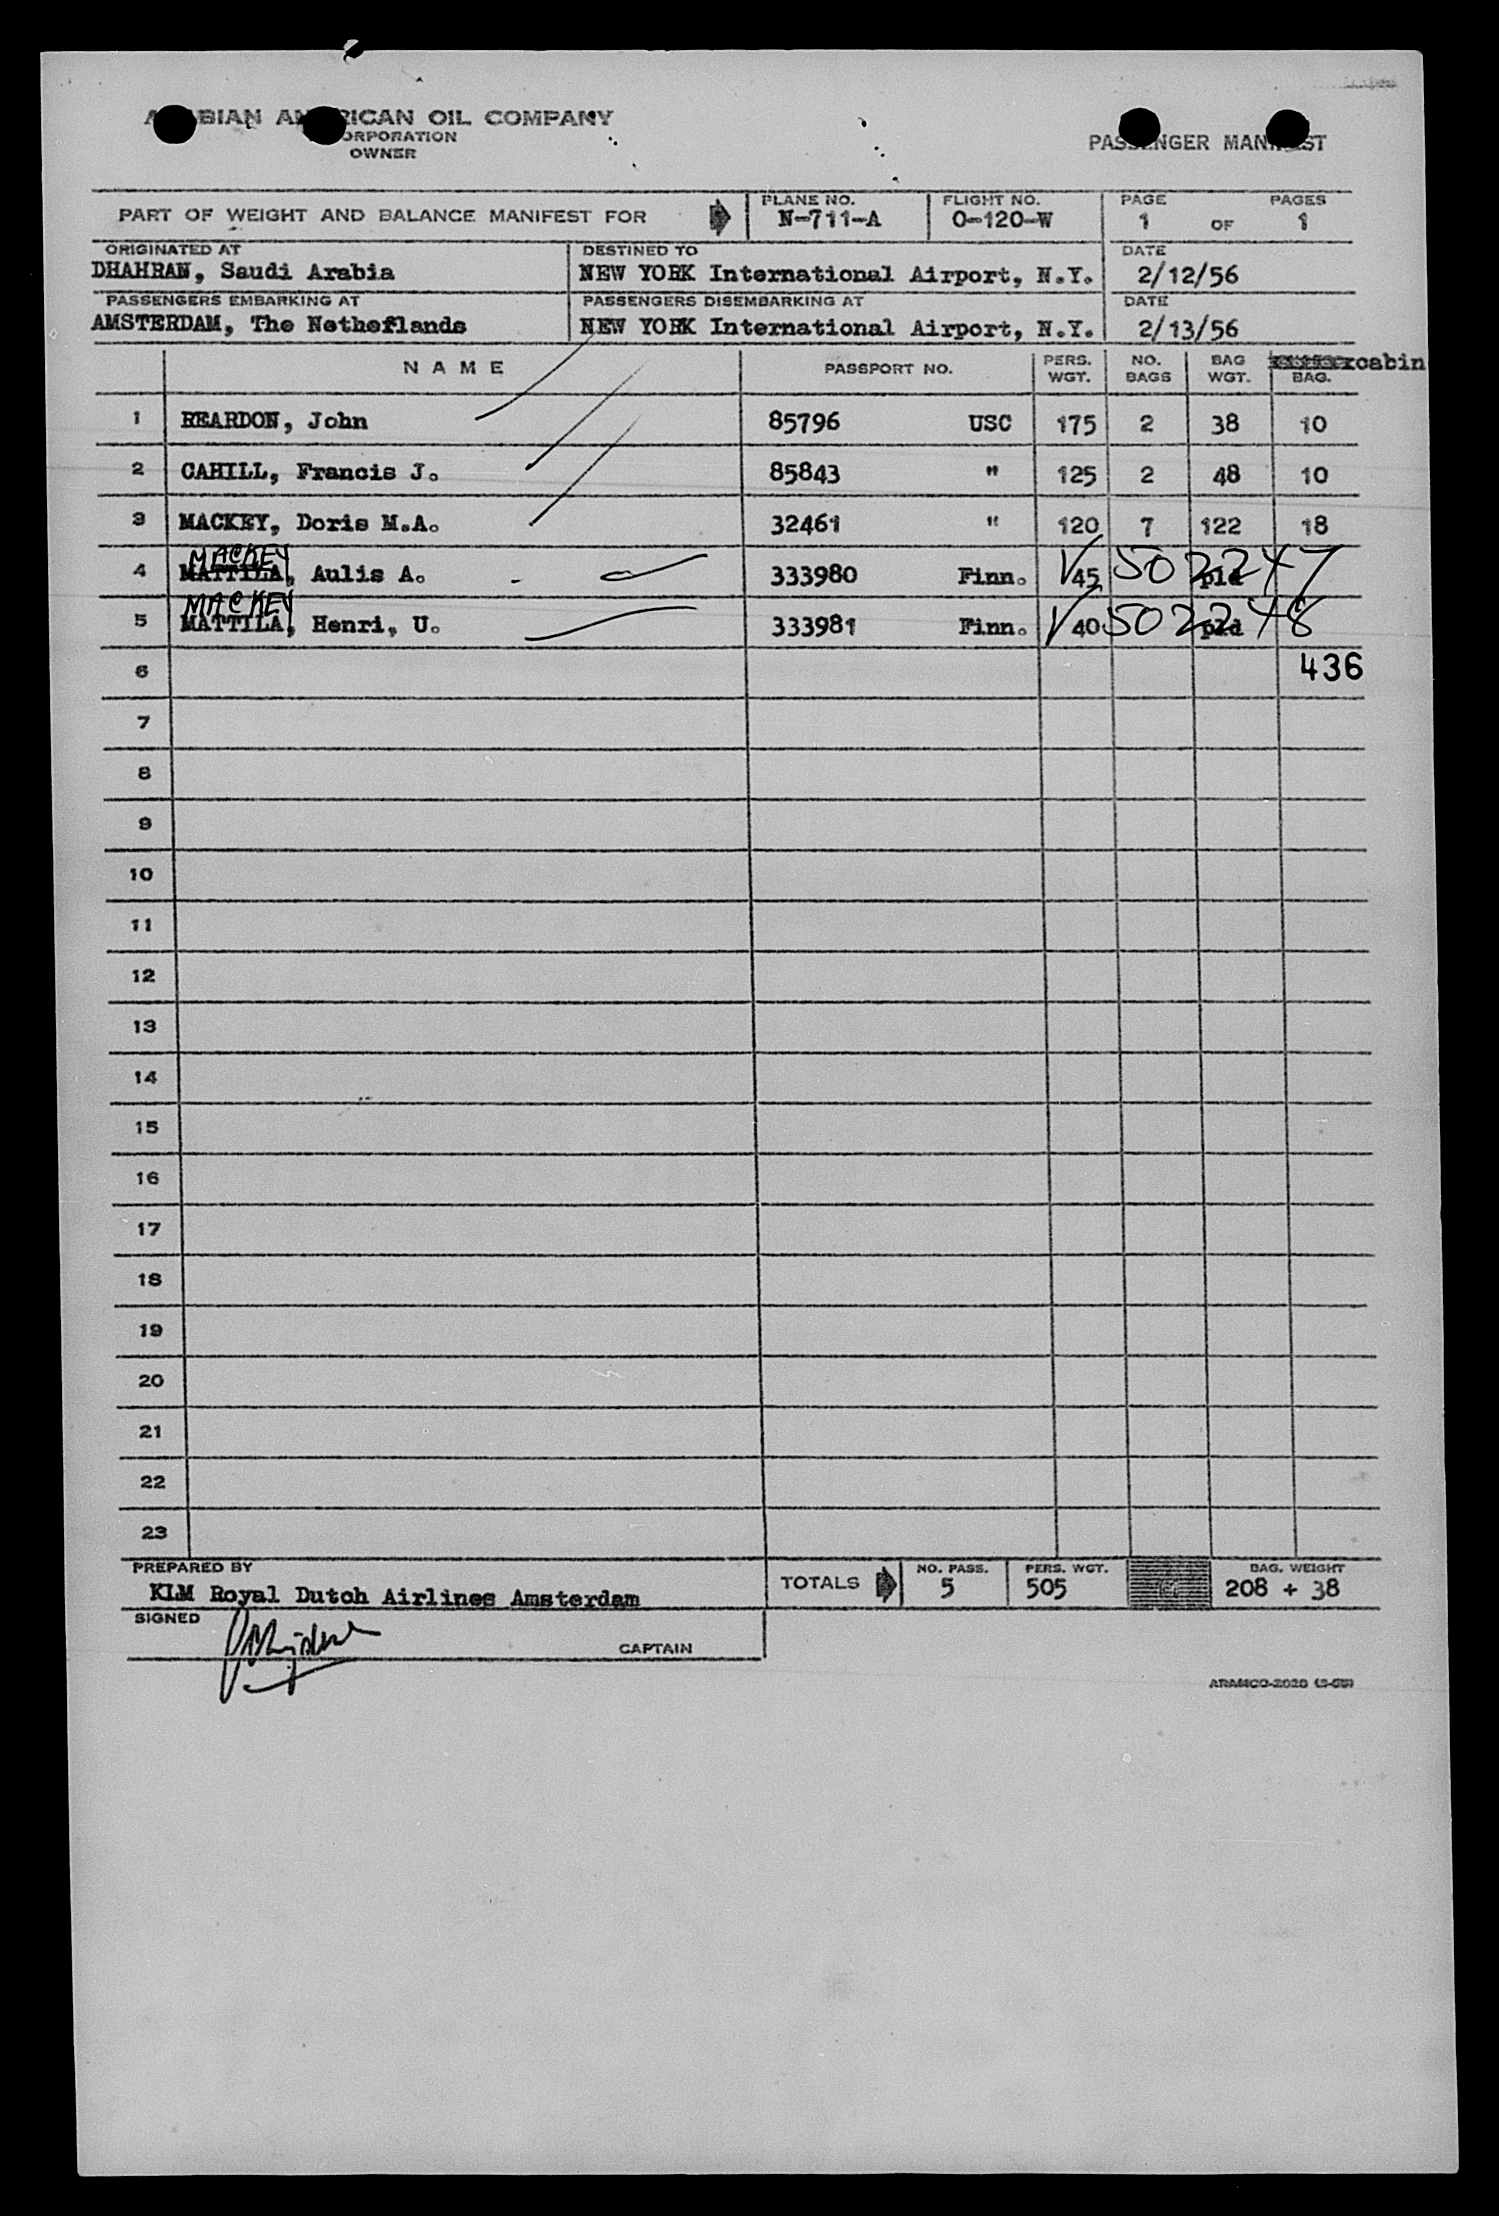 ARABIAN AMERICAN OIL COMPANY
CORPORATION
OWNER
PASSENGER MANIFEST
PART OF WEIGHT AND BALANCE MANIFEST FOR
PLANE NO. N-711-A
FLIGHT NO. O-120-W
PAGE 1 OF PAGES 1
ORIGINATED AT
DHAHRAN, Saudi Arabia
DESTINED TO
NEW YORK International Airport, N.Y.
DATE
2/12/56
PASSENGERS EMBARKING AT
AMSTERDAM, The Netheflands
PASSENGERS DISEMBARKING AT
NEW YORK International Airport, N.Y.
DATE
2/13/56
NAME PASSPORT NO. PERS. WGT. NO. BAGS BAG WGT. cabin BAG.
1 REARDON, John 85796 USC 175 2 38 10
2 CAHILL, Francis J. 85843 " 125 2 48 10
3 MACKEY, Doris M.A. 32461 " 120 7 122 18
MACKEY
4 MATTILA, Aulis A. 333980 Finn. 45 pld 502247
MACKEY
5 MATTILA, Henri, U. 333981 Finn. 40 pld 502248
6 436
7
8
9
10
11
12
13
14
15
16
17
18
19
20
21
22
23
PREPARED BY
KLM Royal Dutch Airlines Amsterdam
TOTALS NO. PASS. 5 PERS. WGT. 505 BAG. WEIGHT 208 + 38
SIGNED
CAPTAIN